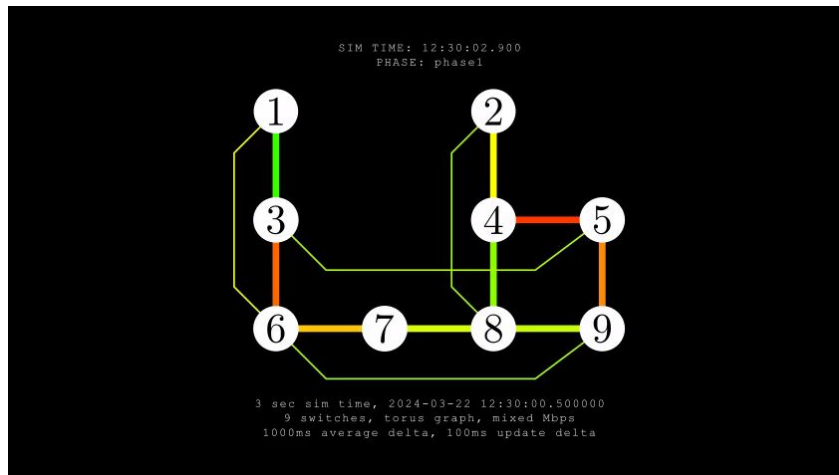 SIM TIME: 12:30:02.900
PHASE: phase1
1 2
3 4 5
6 7 8 9
3 sec sim time, 2024-03-22 12:30:00.500000
9 switches, torus graph, mixed Mbps
1000ms average delta, 100ms update delta